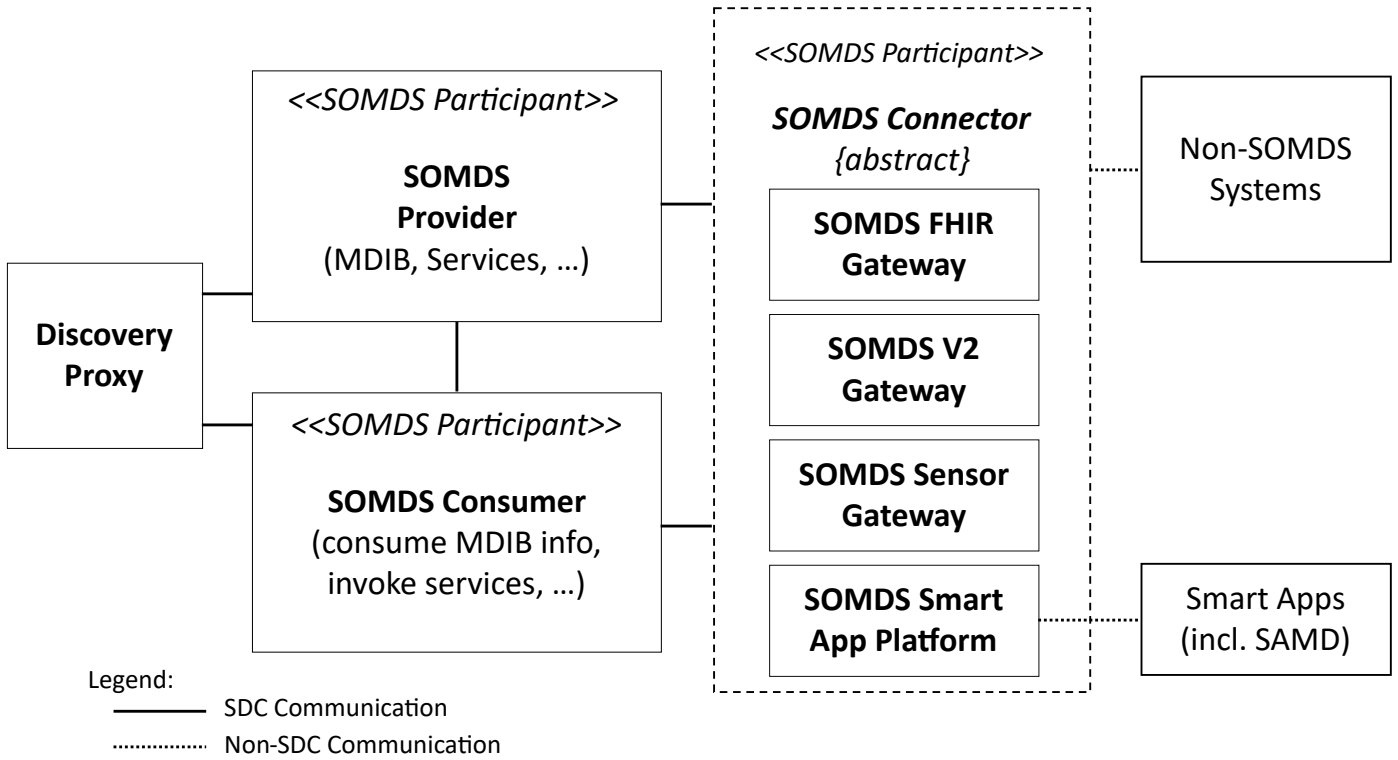 Discovery
Proxy
<<SOMDS Participant>>
SOMDS
Provider
(MDIB, Services, ...)
<<SOMDS Participant>>
SOMDS Consumer
(consume MDIB info,
invoke services, ...)
<<SOMDS Participant>>
SOMDS Connector
{abstract}
SOMDS FHIR
Gateway
SOMDS V2
Gateway
SOMDS Sensor
Gateway
SOMDS Smart
App Platform
Non-SOMDS
Systems
Smart Apps
(incl. SAMD)
Legend:
SDC Communication
Non-SDC Communication